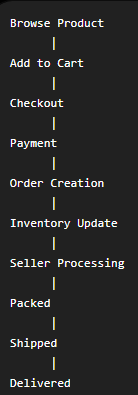 Browse Product
|
Add to Cart
|
Checkout
|
Payment
|
Order Creation
|
Inventory Update
|
Seller Processing
|
Packed
|
Shipped
|
Delivered